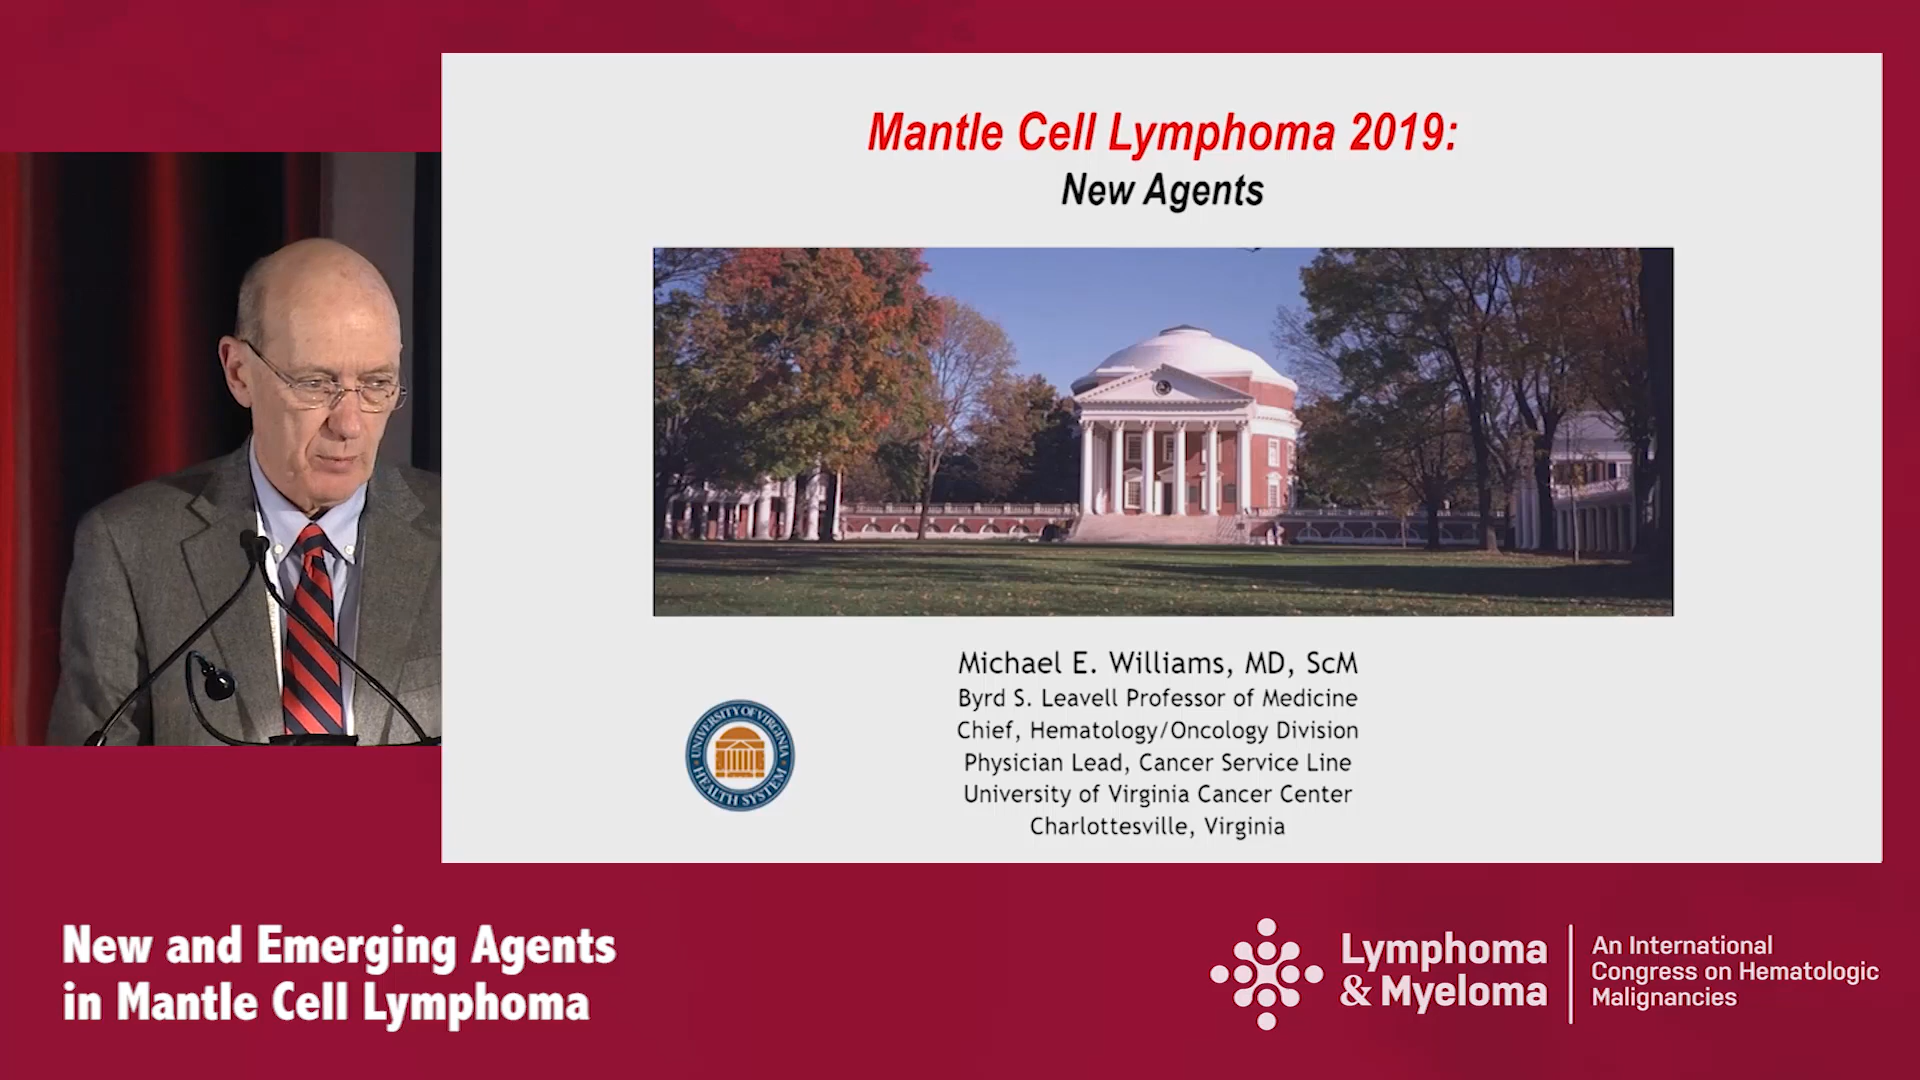 Mantle Cell Lymphoma 2019:
New Agents
Michael E. Williams, MD, ScM
Byrd S. Leavell Professor of Medicine
Chief, Hematology/Oncology Division
Physician Lead, Cancer Service Line
University of Virginia Cancer Center
Charlottesville, Virginia
UNIVERSITY OF VIRGINIA
HEALTH SYSTEM
New and Emerging Agents
in Mantle Cell Lymphoma
Lymphoma
& Myeloma
An International
Congress on Hematologic
Malignancies